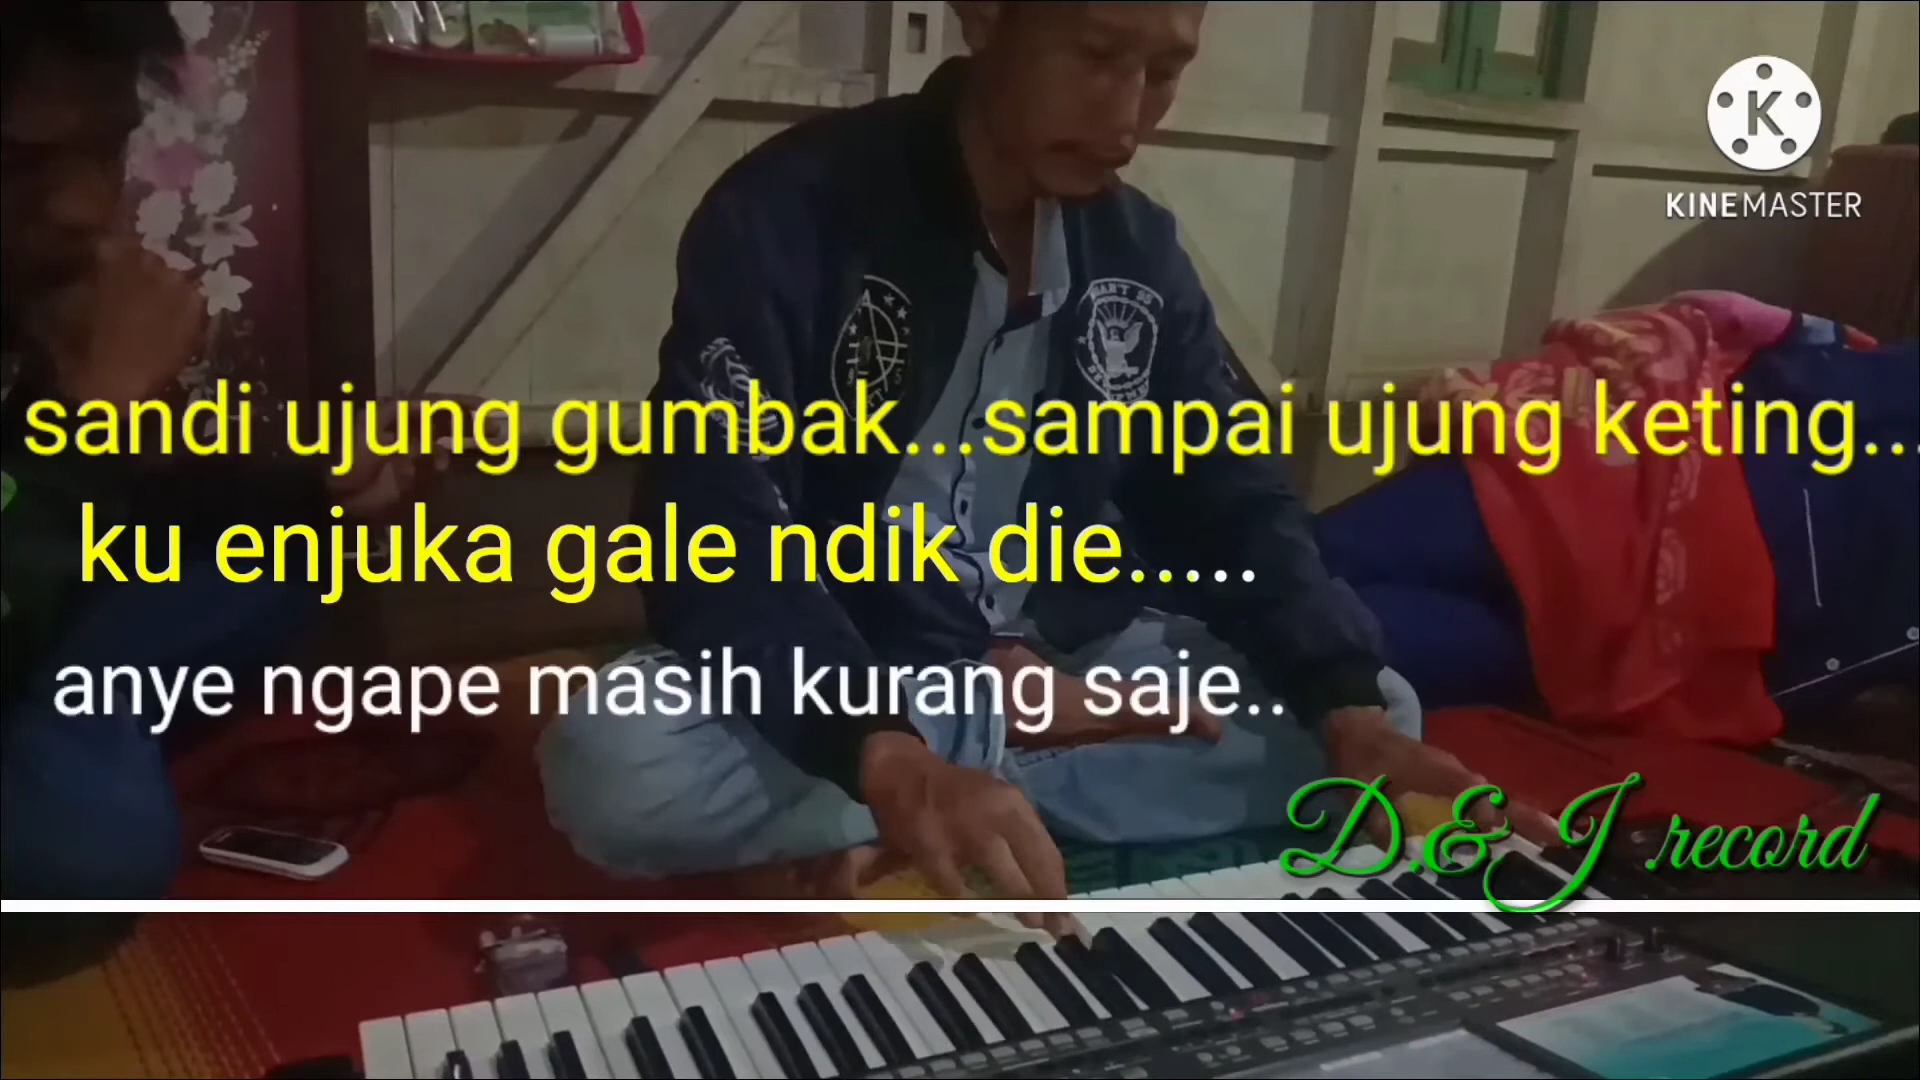 KINEMASTER
sandi ujung gumbak...sampai ujung keting...
ku enjuka gale ndik die.....
anye ngape masih kurang saje..
D.&J.record